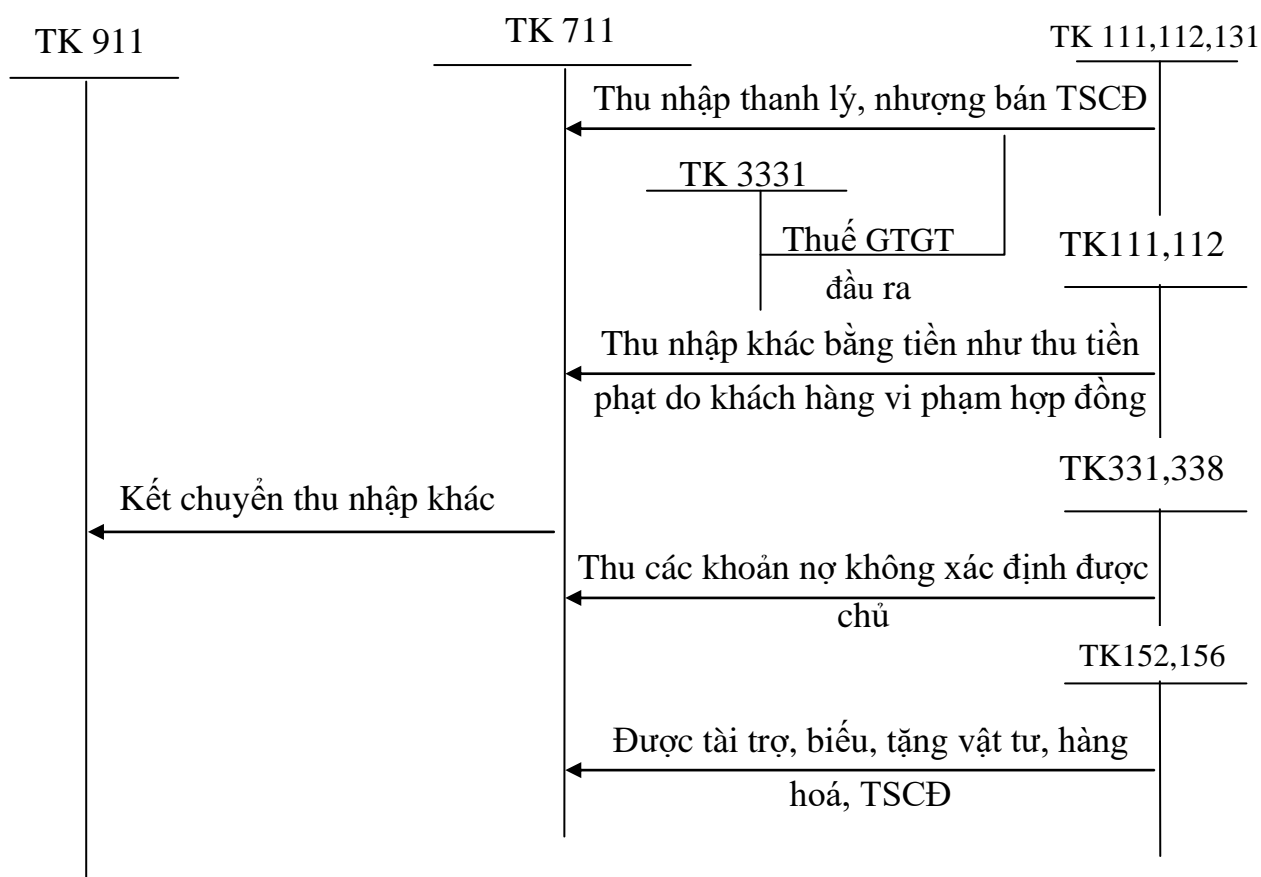 TK 911
TK 711
TK 111,112,131
Thu nhập thanh lý, nhượng bán TSCĐ
TK 3331
Thuế GTGT
đầu ra
TK111,112
Thu nhập khác bằng tiền như thu tiền
phạt do khách hàng vi phạm hợp đồng
TK331,338
Kết chuyển thu nhập khác
Thu các khoản nợ không xác định được
chủ
TK152,156
Được tài trợ, biếu, tặng vật tư, hàng
hoá, TSCĐ